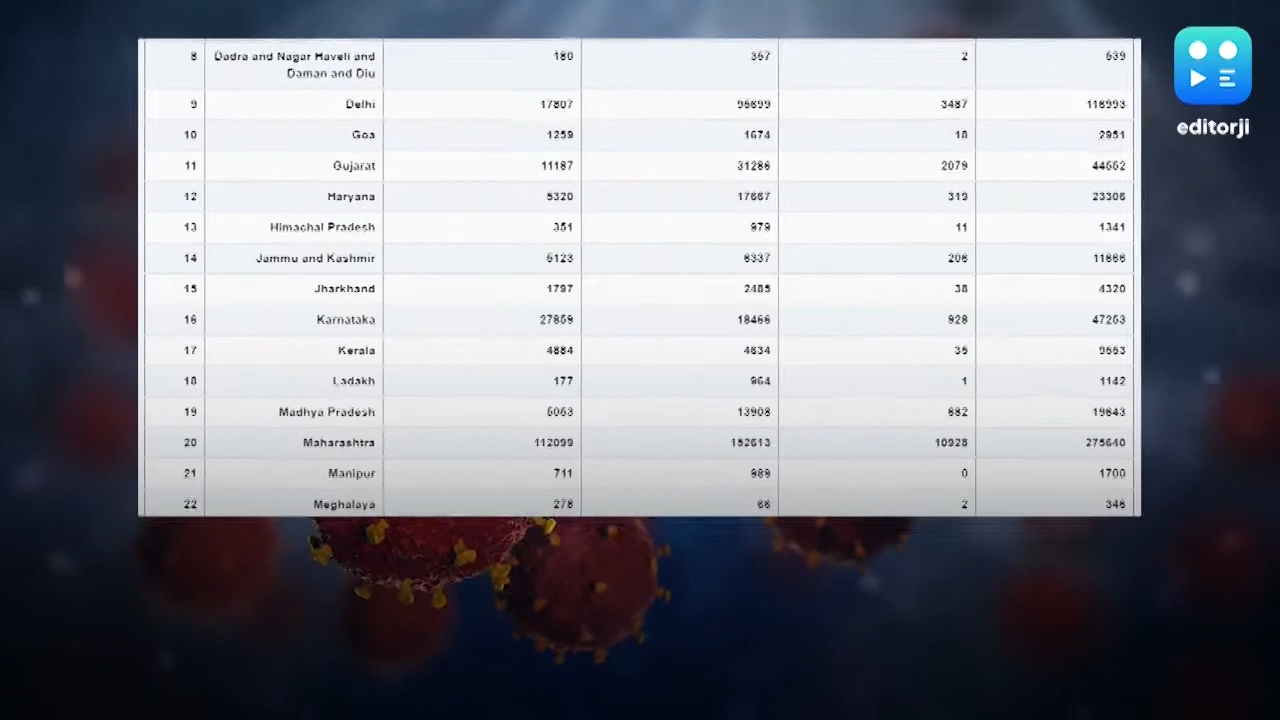 8 Dadra and Nagar Haveli and Daman and Diu 180 357 2 539
9 Delhi 17807 95699 3487 116993
10 Goa 1259 1674 18 2951
11 Gujarat 11187 31286 2079 44552
12 Haryana 5320 17667 319 23306
13 Himachal Pradesh 351 979 11 1341
14 Jammu and Kashmir 5123 6337 206 11666
15 Jharkhand 1797 2485 38 4320
16 Karnataka 27859 18466 928 47253
17 Kerala 4884 4634 35 9553
18 Ladakh 177 964 1 1142
19 Madhya Pradesh 5053 13908 682 19643
20 Maharashtra 112099 152613 10928 275640
21 Manipur 711 989 0 1700
22 Meghalaya 278 66 2 346
editorji